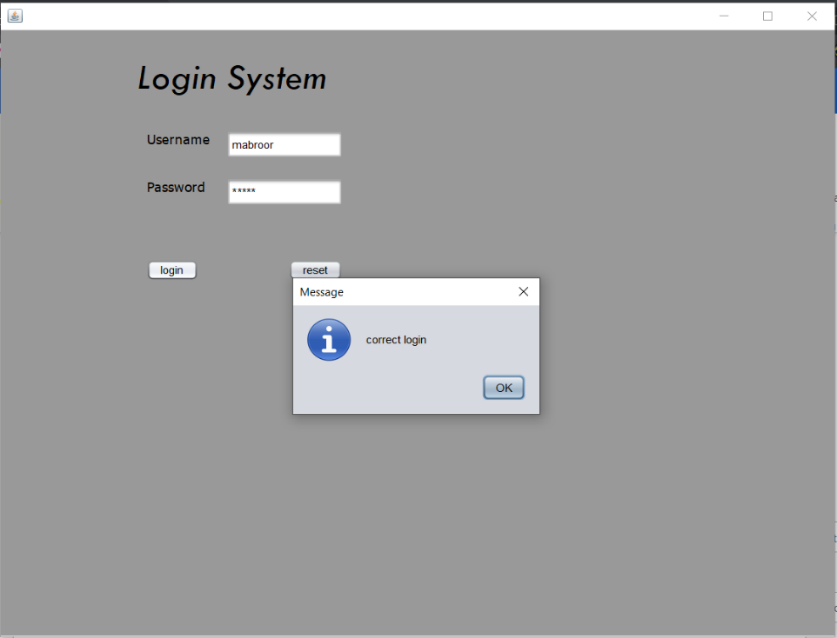 Login System
Username mabroor
Password *****
login reset
Message
correct login
OK